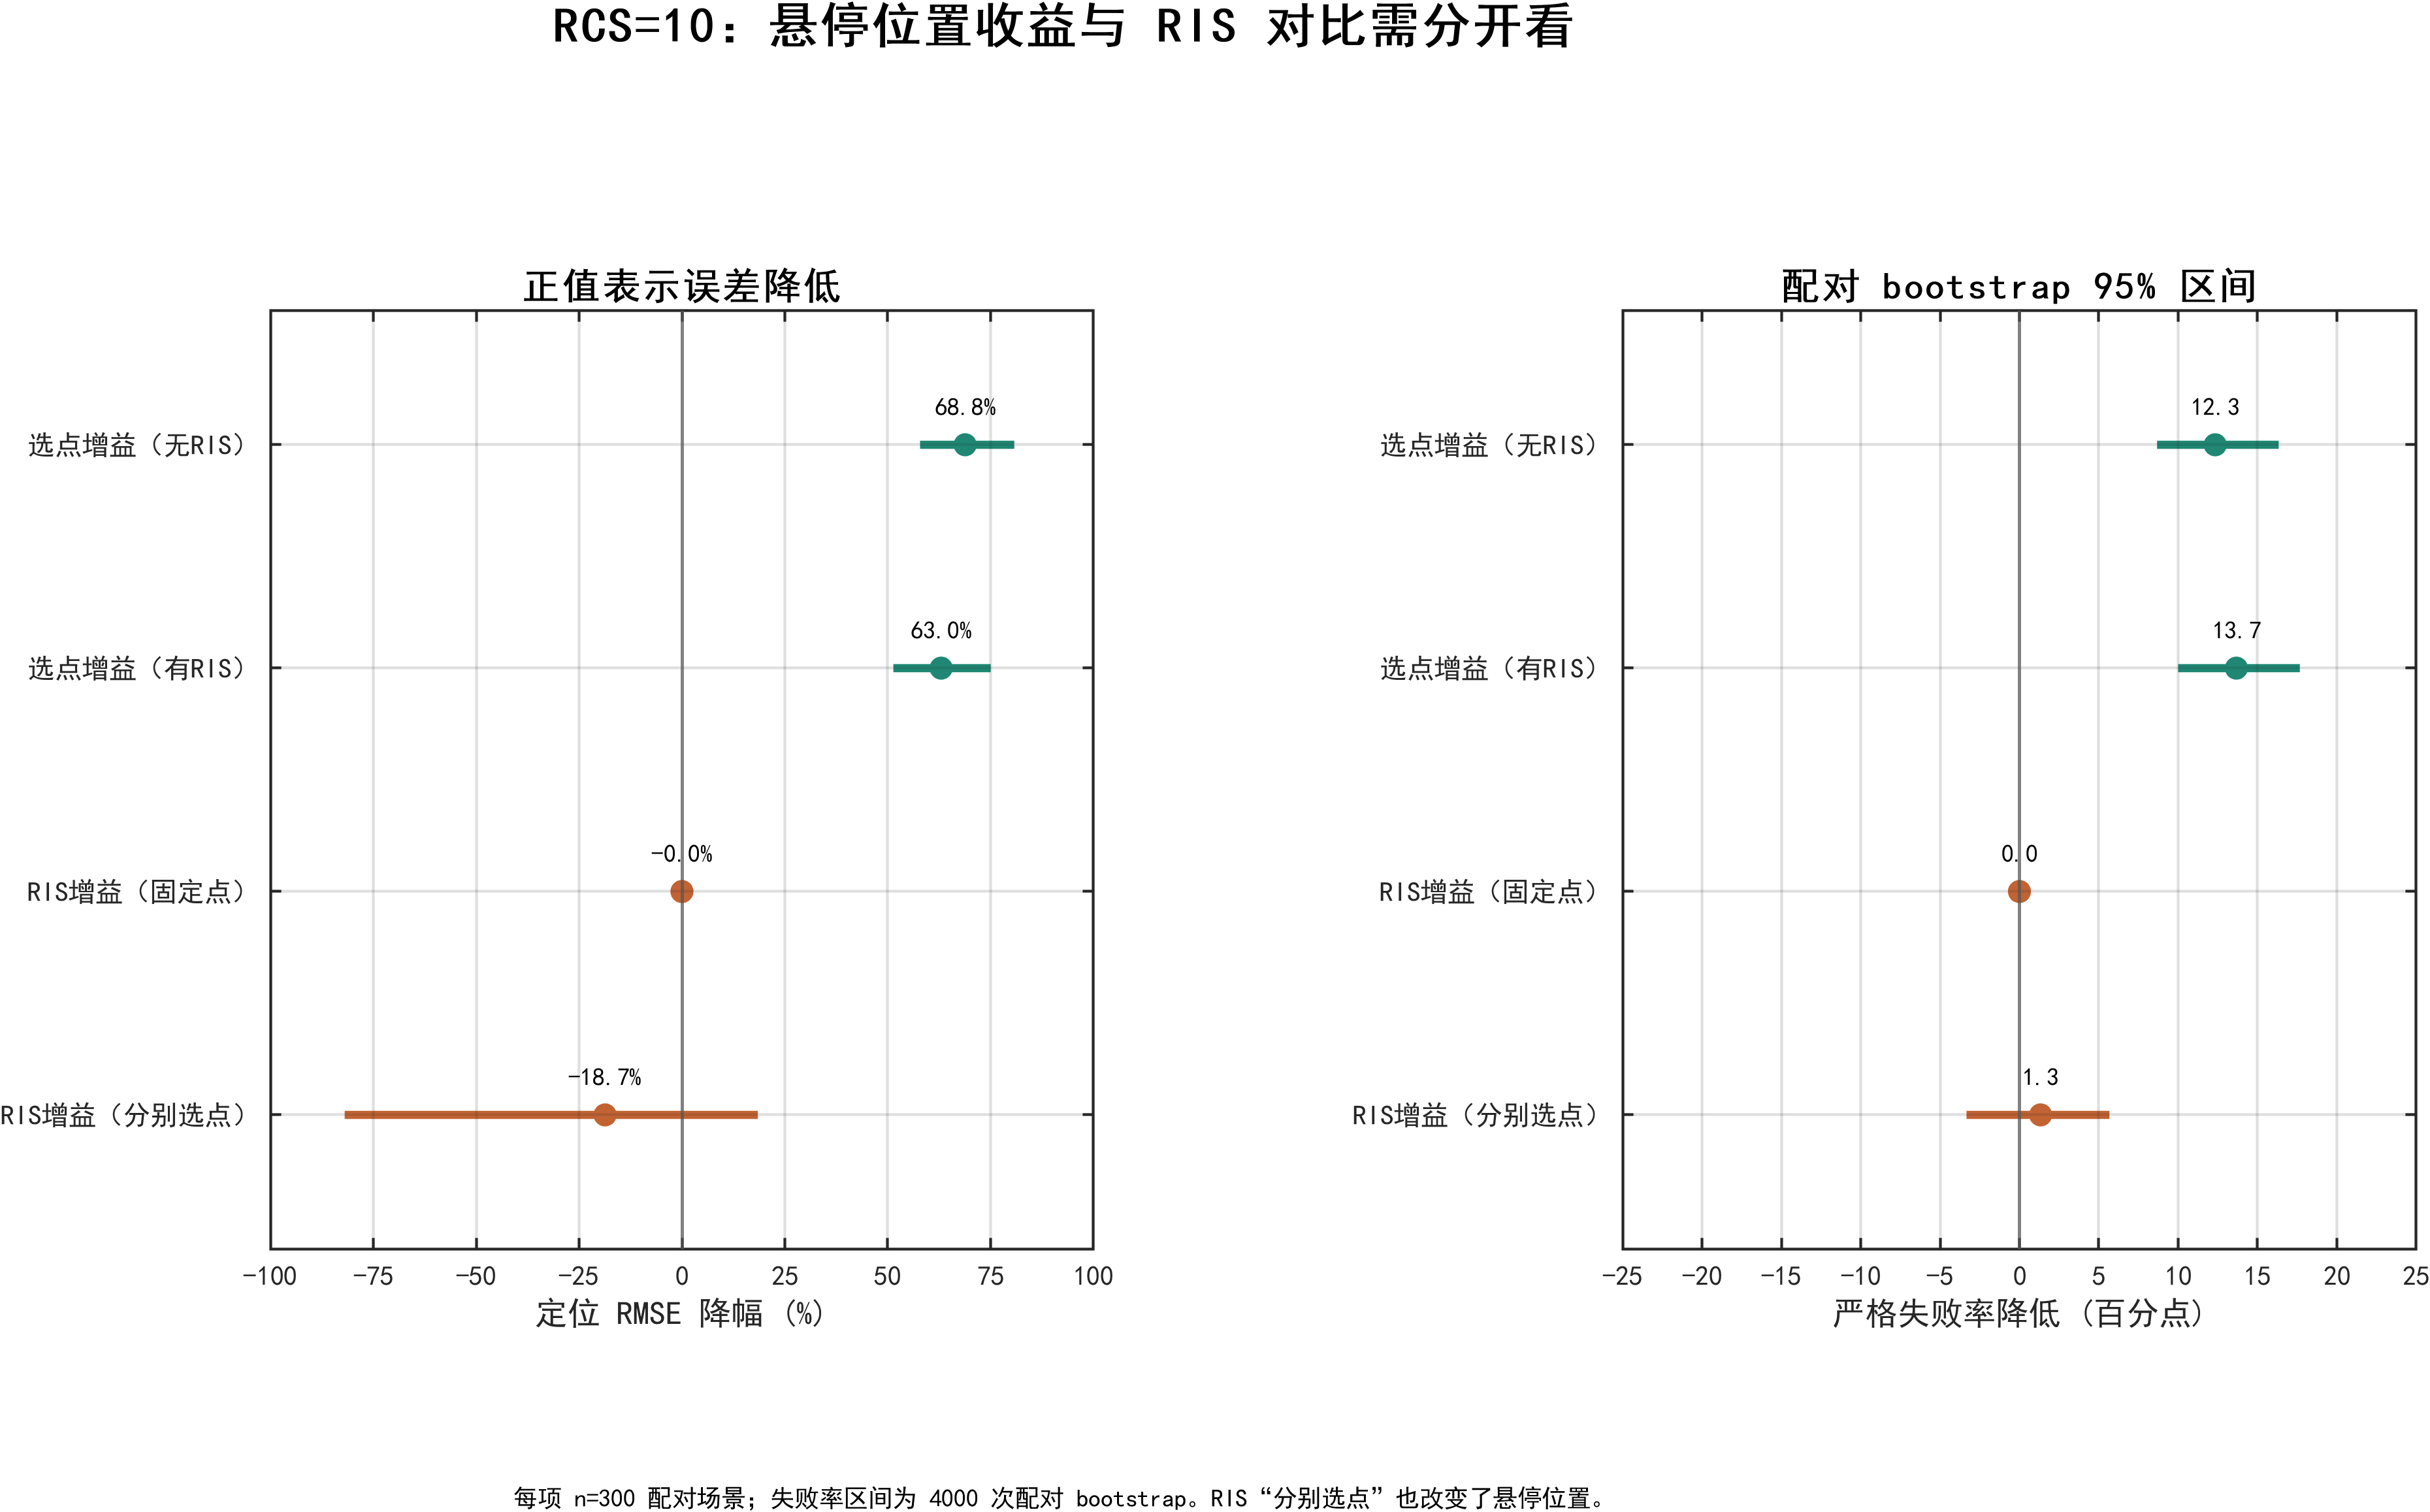 RCS=10：悬停位置收益与 RIS 对比需分开看
正值表示误差降低
选点增益（无RIS）
68.8%
选点增益（有RIS）
63.0%
RIS增益（固定点）
-0.0%
RIS增益（分别选点）
-18.7%
-100 -75 -50 -25 0 25 50 75 100
定位 RMSE 降幅 (%)
配对 bootstrap 95% 区间
选点增益（无RIS）
12.3
选点增益（有RIS）
13.7
RIS增益（固定点）
0.0
RIS增益（分别选点）
1.3
-25 -20 -15 -10 -5 0 5 10 15 20 25
严格失败率降低 (百分点)
每项 n=300 配对场景；失败率区间为 4000 次配对 bootstrap。RIS“分别选点”也改变了悬停位置。